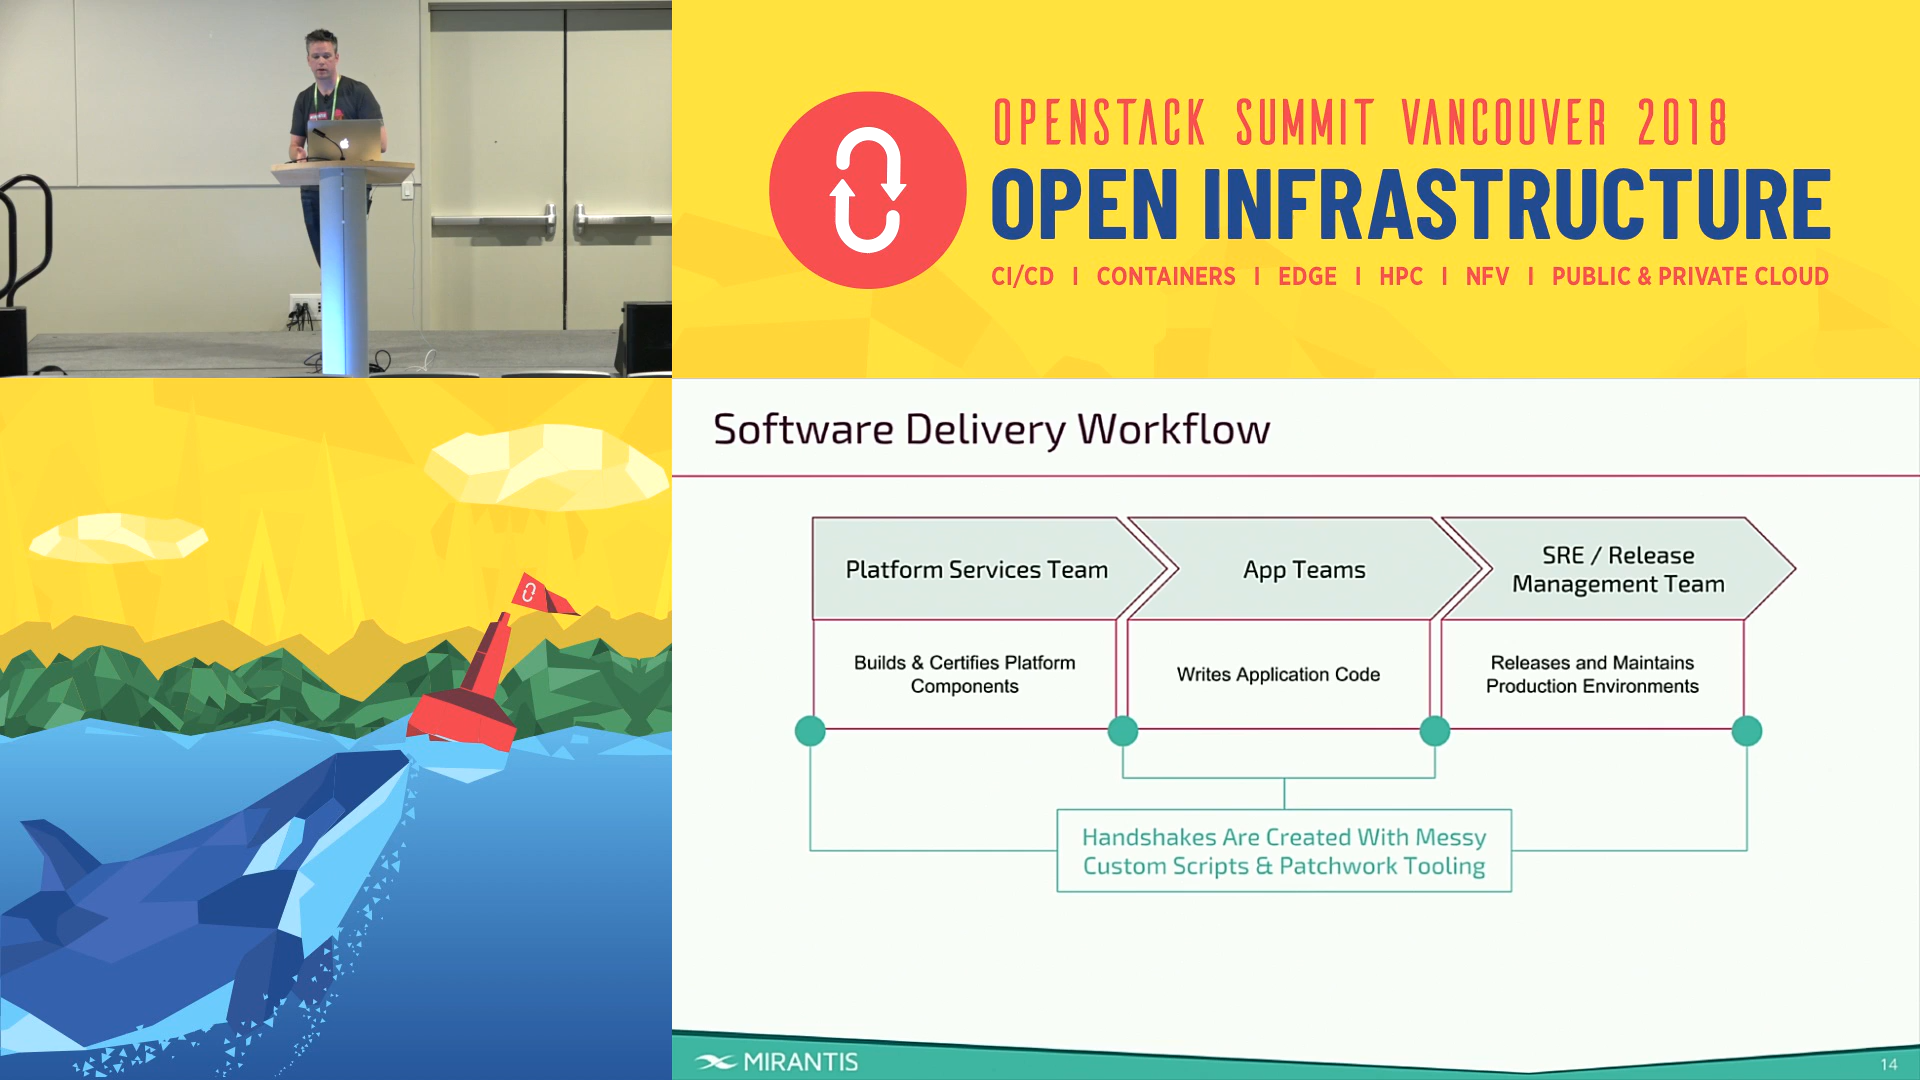 OPENSTACK SUMMIT VANCOUVER 2018
OPEN INFRASTRUCTURE
CI/CD I CONTAINERS I EDGE I HPC I NFV I PUBLIC & PRIVATE CLOUD
Software Delivery Workflow
Platform Services Team
App Teams
SRE / Release
Management Team
Builds & Certifies Platform
Components
Writes Application Code
Releases and Maintains
Production Environments
Handshakes Are Created With Messy
Custom Scripts & Patchwork Tooling
MIRANTIS
14